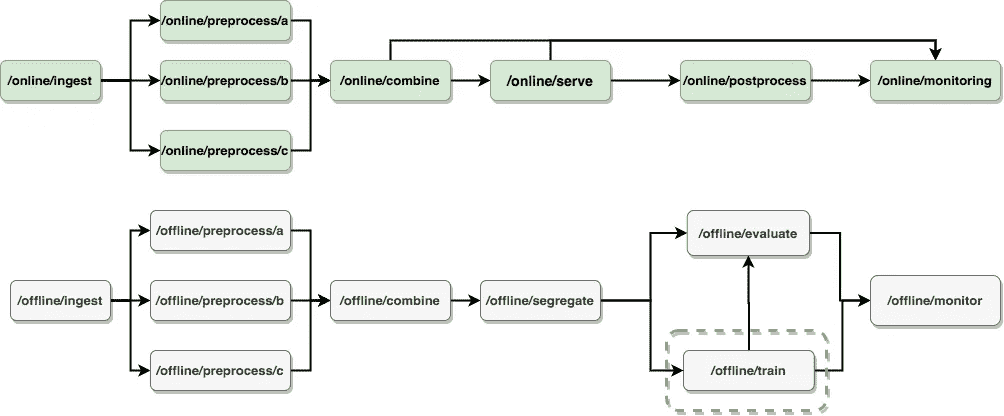 /online/preprocess/a
/online/ingest
/online/preprocess/b
/online/combine
/online/serve
/online/postprocess
/online/monitoring
/online/preprocess/c
/offline/preprocess/a
/offline/evaluate
/offline/ingest
/offline/preprocess/b
/offline/combine
/offline/segregate
/offline/monitor
/offline/preprocess/c
/offline/train